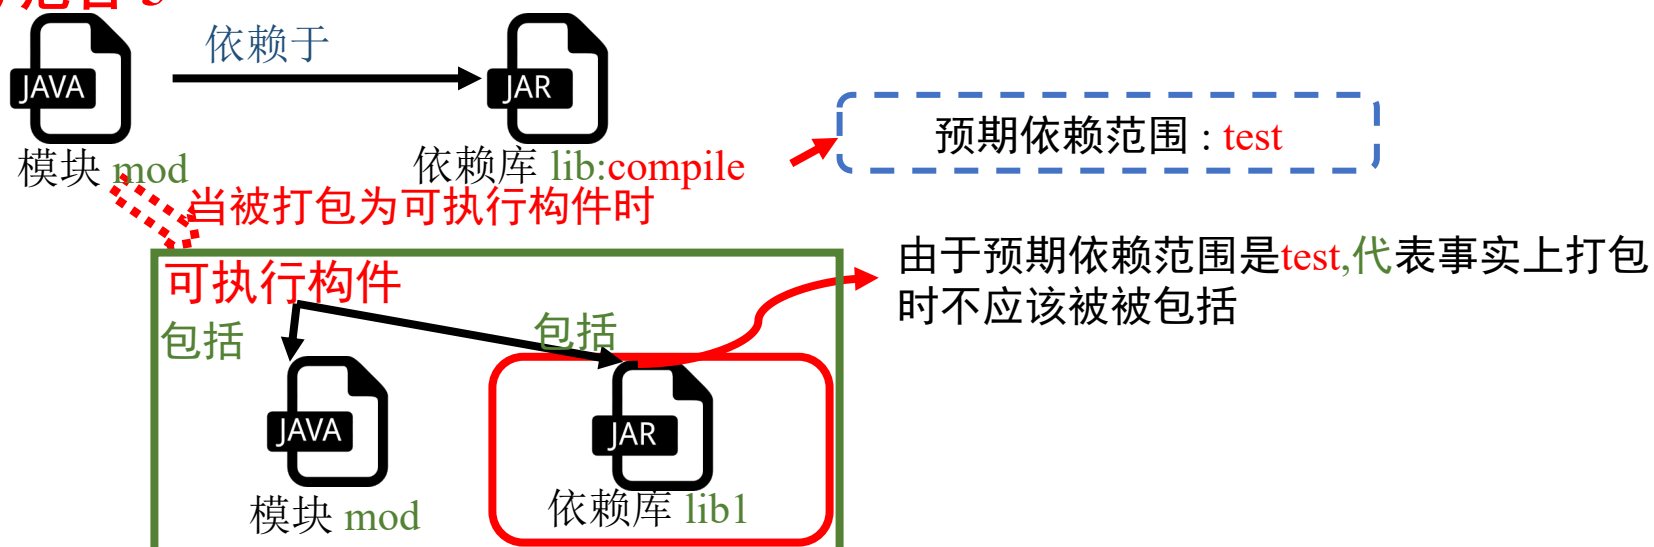 JAVA
依赖于
JAR
模块 mod
依赖库 lib:compile
预期依赖范围 : test
当被打包为可执行构件时
可执行构件
由于预期依赖范围是test,代表事实上打包
时不应该被被包括
包括
包括
JAVA
JAR
模块 mod
依赖库 lib1